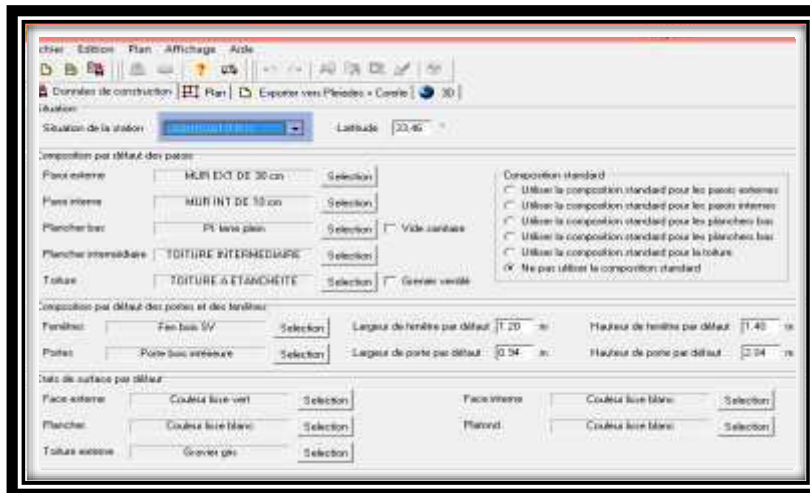 chier Edition Plan Affichage Aide
Données de construction Plan Exporter vers Pleiades + Comfie 3D
Situation
Situation de la station Latitude 33,46 °
Composition par défaut des parois
Paroi externe MUR EXT DE 30 cm Selection
Paroi interne MUR INT DE 10 cm Selection
Plancher bas Pl. terre plein Selection Vide sanitaire
Plancher intermédiaire TOITURE INTERMEDIAIRE Selection
Toiture TOITURE A ETANCHEITE Selection Grenier ventilé
Composition standard
Utiliser la composition standard pour les parois externes
Utiliser la composition standard pour les parois internes
Utiliser la composition standard pour les planchers bas
Utiliser la composition standard pour les planchers bas
Utiliser la composition standard pour la toiture
Ne pas utiliser la composition standard
Composition par défaut des portes et des fenêtres
Fenêtres Fen bois SV Selection Largeur de fenêtre par défaut 1.20 m Hauteur de fenêtre par défaut 1.40 m
Portes Porte bois intérieure Selection Largeur de porte par défaut 0.94 m Hauteur de porte par défaut 2.04 m
Etats de surface par défaut
Face externe Couleur lisse vert Selection Face interne Couleur lisse blanc Selection
Plancher Couleur lisse blanc Selection Plafond Couleur lisse blanc Selection
Toiture externe Gravier gris Selection